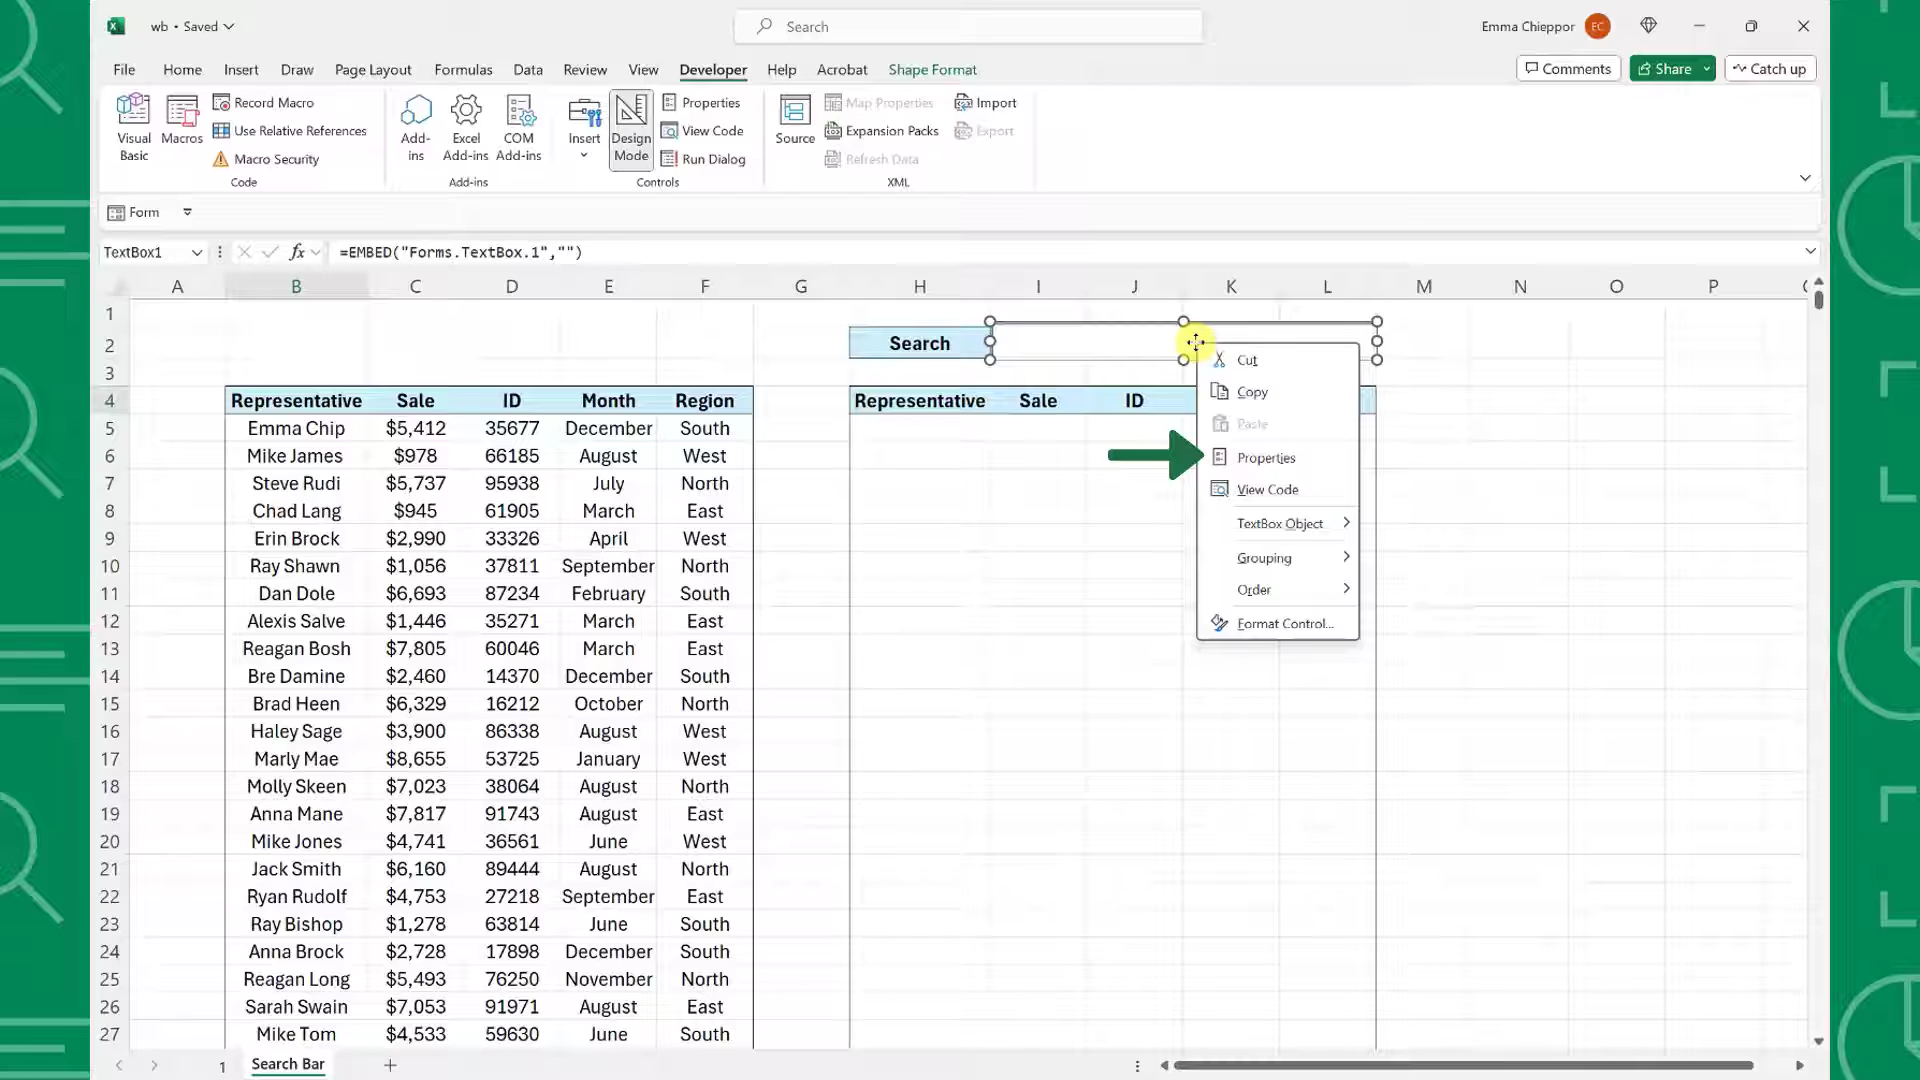 wb • Saved
Search
Emma Chieppor EC
File Home Insert Draw Page Layout Formulas Data Review View Developer Help Acrobat Shape Format
Comments Share Catch up
Visual Basic
Macros
Record Macro
Use Relative References
Macro Security
Code
Add-ins
Excel Add-ins
COM Add-ins
Add-ins
Insert
Design Mode
Properties
View Code
Run Dialog
Controls
Source
Map Properties
Expansion Packs
Refresh Data
Import
Export
XML
Form
TextBox1 fx =EMBED("Forms.TextBox.1","")
A B C D E F G H I J K L M N O P
1
2 Search
3
4 Representative Sale ID Month Region Representative Sale ID
5 Emma Chip $5,412 35677 December South
6 Mike James $978 66185 August West
7 Steve Rudi $5,737 95938 July North
8 Chad Lang $945 61905 March East
9 Erin Brock $2,990 33326 April West
10 Ray Shawn $1,056 37811 September North
11 Dan Dole $6,693 87234 February South
12 Alexis Salve $1,446 35271 March East
13 Reagan Bosh $7,805 60046 March East
14 Bre Damine $2,460 14370 December South
15 Brad Heen $6,329 16212 October North
16 Haley Sage $3,900 86338 August West
17 Marly Mae $8,655 53725 January West
18 Molly Skeen $7,023 38064 August North
19 Anna Mane $7,817 91743 August East
20 Mike Jones $4,741 36561 June West
21 Jack Smith $6,160 89444 August North
22 Ryan Rudolf $4,753 27218 September East
23 Ray Bishop $1,278 63814 June South
24 Anna Brock $2,728 17898 December South
25 Reagan Long $5,493 76250 November North
26 Sarah Swain $7,053 91971 August East
27 Mike Tom $4,533 59630 June South
Cut
Copy
Paste
Properties
View Code
TextBox Object
Grouping
Order
Format Control...
1 Search Bar